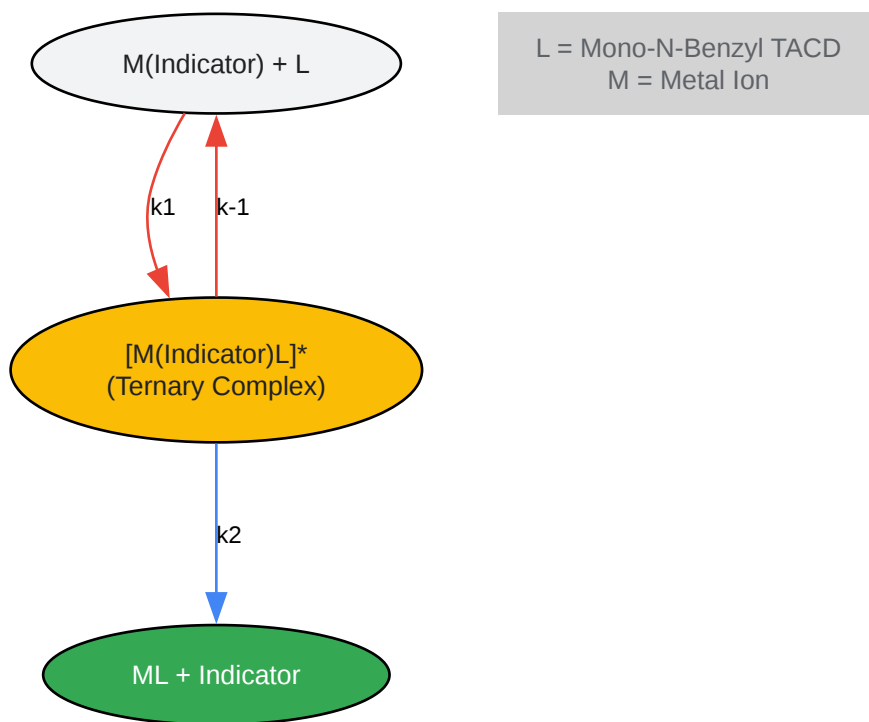 M(Indicator) + L
L = Mono-N-Benzyl TACD
M = Metal Ion
k1
k-1
[M(Indicator)L]*
(Ternary Complex)
k2
ML + Indicator